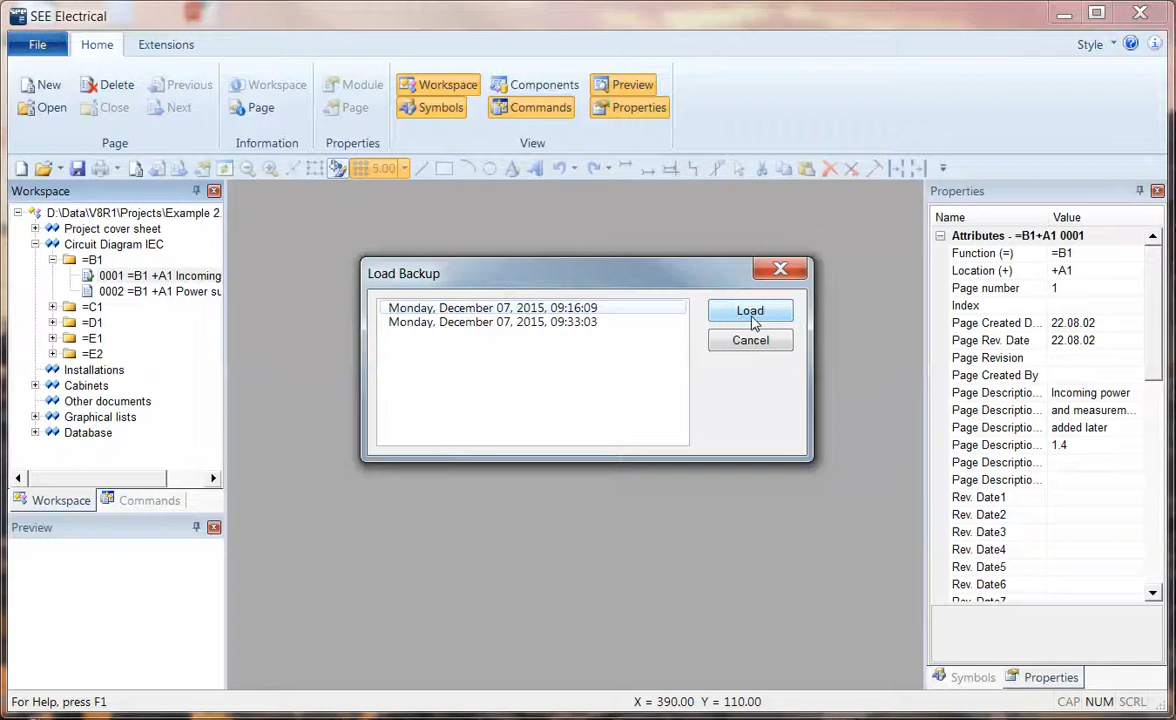 SEE Electrical
File
Home
Extensions
Style
New
Delete
Previous
Workspace
Module
Workspace
Components
Preview
Open
Close
Next
Page
Page
Symbols
Commands
Properties
Page
Information
Properties
View
5.00
Workspace
D:\Data\V8R1\Projects\Example 2.
Project cover sheet
Circuit Diagram IEC
=B1
0001 =B1 +A1 Incoming
0002 =B1 +A1 Power su
=C1
=D1
=E1
=E2
Installations
Cabinets
Other documents
Graphical lists
Database
Workspace
Commands
Preview
Load Backup
Monday, December 07, 2015, 09:16:09
Monday, December 07, 2015, 09:33:03
Load
Cancel
Properties
Name Value
Attributes - =B1+A1 0001
Function (=) =B1
Location (+) +A1
Page number 1
Index
Page Created D... 22.08.02
Page Rev. Date 22.08.02
Page Revision
Page Created By
Page Descriptio... Incoming power
Page Descriptio... and measurem...
Page Descriptio... added later
Page Descriptio... 1.4
Page Descriptio...
Page Descriptio...
Rev. Date1
Rev. Date2
Rev. Date3
Rev. Date4
Rev. Date5
Rev. Date6
Rev. Date7
Symbols
Properties
For Help, press F1
X = 390.00 Y = 110.00
CAP NUM SCRL